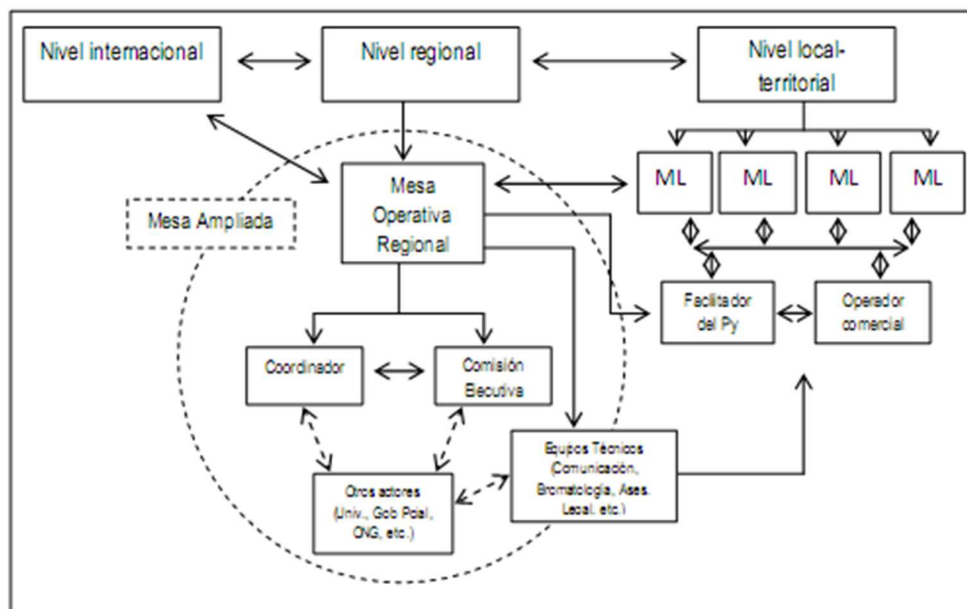 Nivel internacional
Nivel regional
Nivel local-
territorial
ML
ML
ML
ML
Mesa
Operativa
Regional
Mesa Ampliada
Facilitador
del Py
Operador
comercial
Coordinador
Comisión
Ejecutiva
Equipos Técnicos
(Comunicación,
Bromatología, Ases.
Legal, etc.)
Otros actores
(Univ., Gob Pcial,
ONG, etc.)